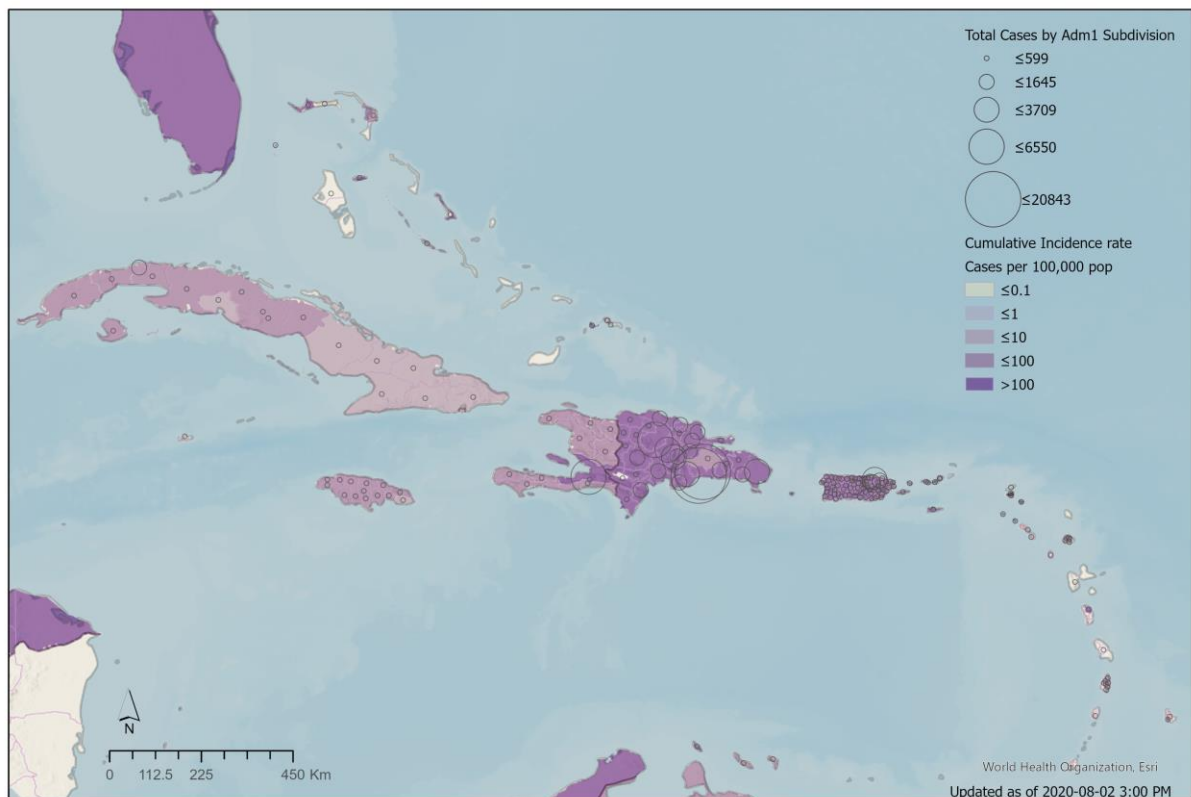 Total Cases by Adm1 Subdivision
≤599
≤1645
≤3709
≤6550
≤20843
Cumulative Incidence rate
Cases per 100,000 pop
≤0.1
≤1
≤10
≤100
>100
N
0 112.5 225 450 Km
World Health Organization, Esri
Updated as of 2020-08-02 3:00 PM